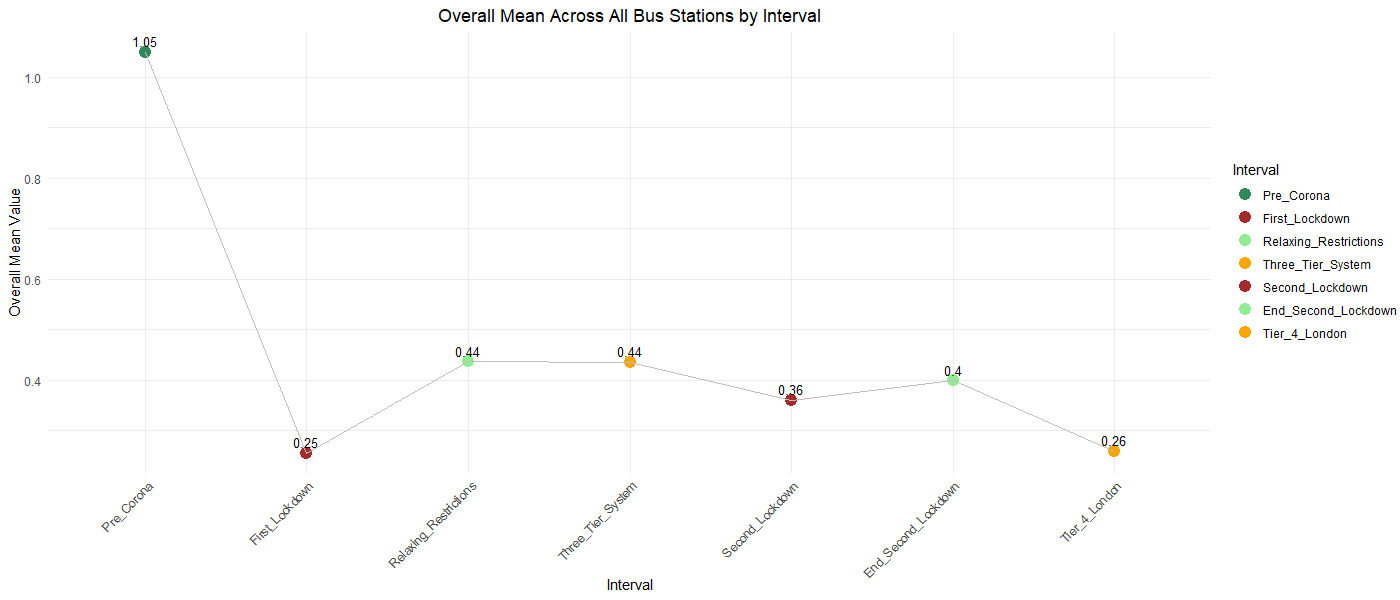 Overall Mean Across All Bus Stations by Interval
Overall Mean Value
1.0
0.8
0.6
0.4
1.05
0.25
0.44
0.44
0.36
0.4
0.26
Pre_Corona
First_Lockdown
Relaxing_Restrictions
Three_Tier_System
Second_Lockdown
End_Second_Lockdown
Tier_4_London
Interval
Interval
Pre_Corona
First_Lockdown
Relaxing_Restrictions
Three_Tier_System
Second_Lockdown
End_Second_Lockdown
Tier_4_London